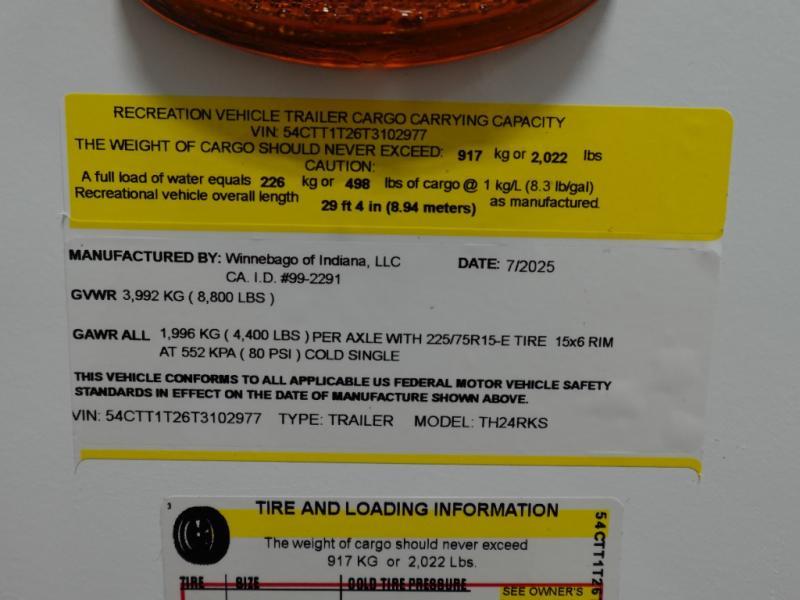 RECREATION VEHICLE TRAILER CARGO CARRYING CAPACITY
VIN: 54CTT1T26T3102977
THE WEIGHT OF CARGO SHOULD NEVER EXCEED: 917 kg or 2,022 lbs
CAUTION:
A full load of water equals 226 kg or 498 lbs of cargo @ 1 kg/L (8.3 lb/gal)
Recreational vehicle overall length 29 ft 4 in (8.94 meters) as manufactured.
MANUFACTURED BY: Winnebago of Indiana, LLC DATE: 7/2025
CA. I.D. #99-2291
GVWR 3,992 KG ( 8,800 LBS )
GAWR ALL 1,996 KG ( 4,400 LBS ) PER AXLE WITH 225/75R15-E TIRE 15x6 RIM
AT 552 KPA ( 80 PSI ) COLD SINGLE
THIS VEHICLE CONFORMS TO ALL APPLICABLE US FEDERAL MOTOR VEHICLE SAFETY
STANDARDS IN EFFECT ON THE DATE OF MANUFACTURE SHOWN ABOVE.
VIN: 54CTT1T26T3102977 TYPE: TRAILER MODEL: TH24RKS
3
TIRE AND LOADING INFORMATION
The weight of cargo should never exceed
917 KG or 2,022 Lbs.
TIRE SIZE COLD TIRE PRESSURE
SEE OWNER'S
54CTT1T26